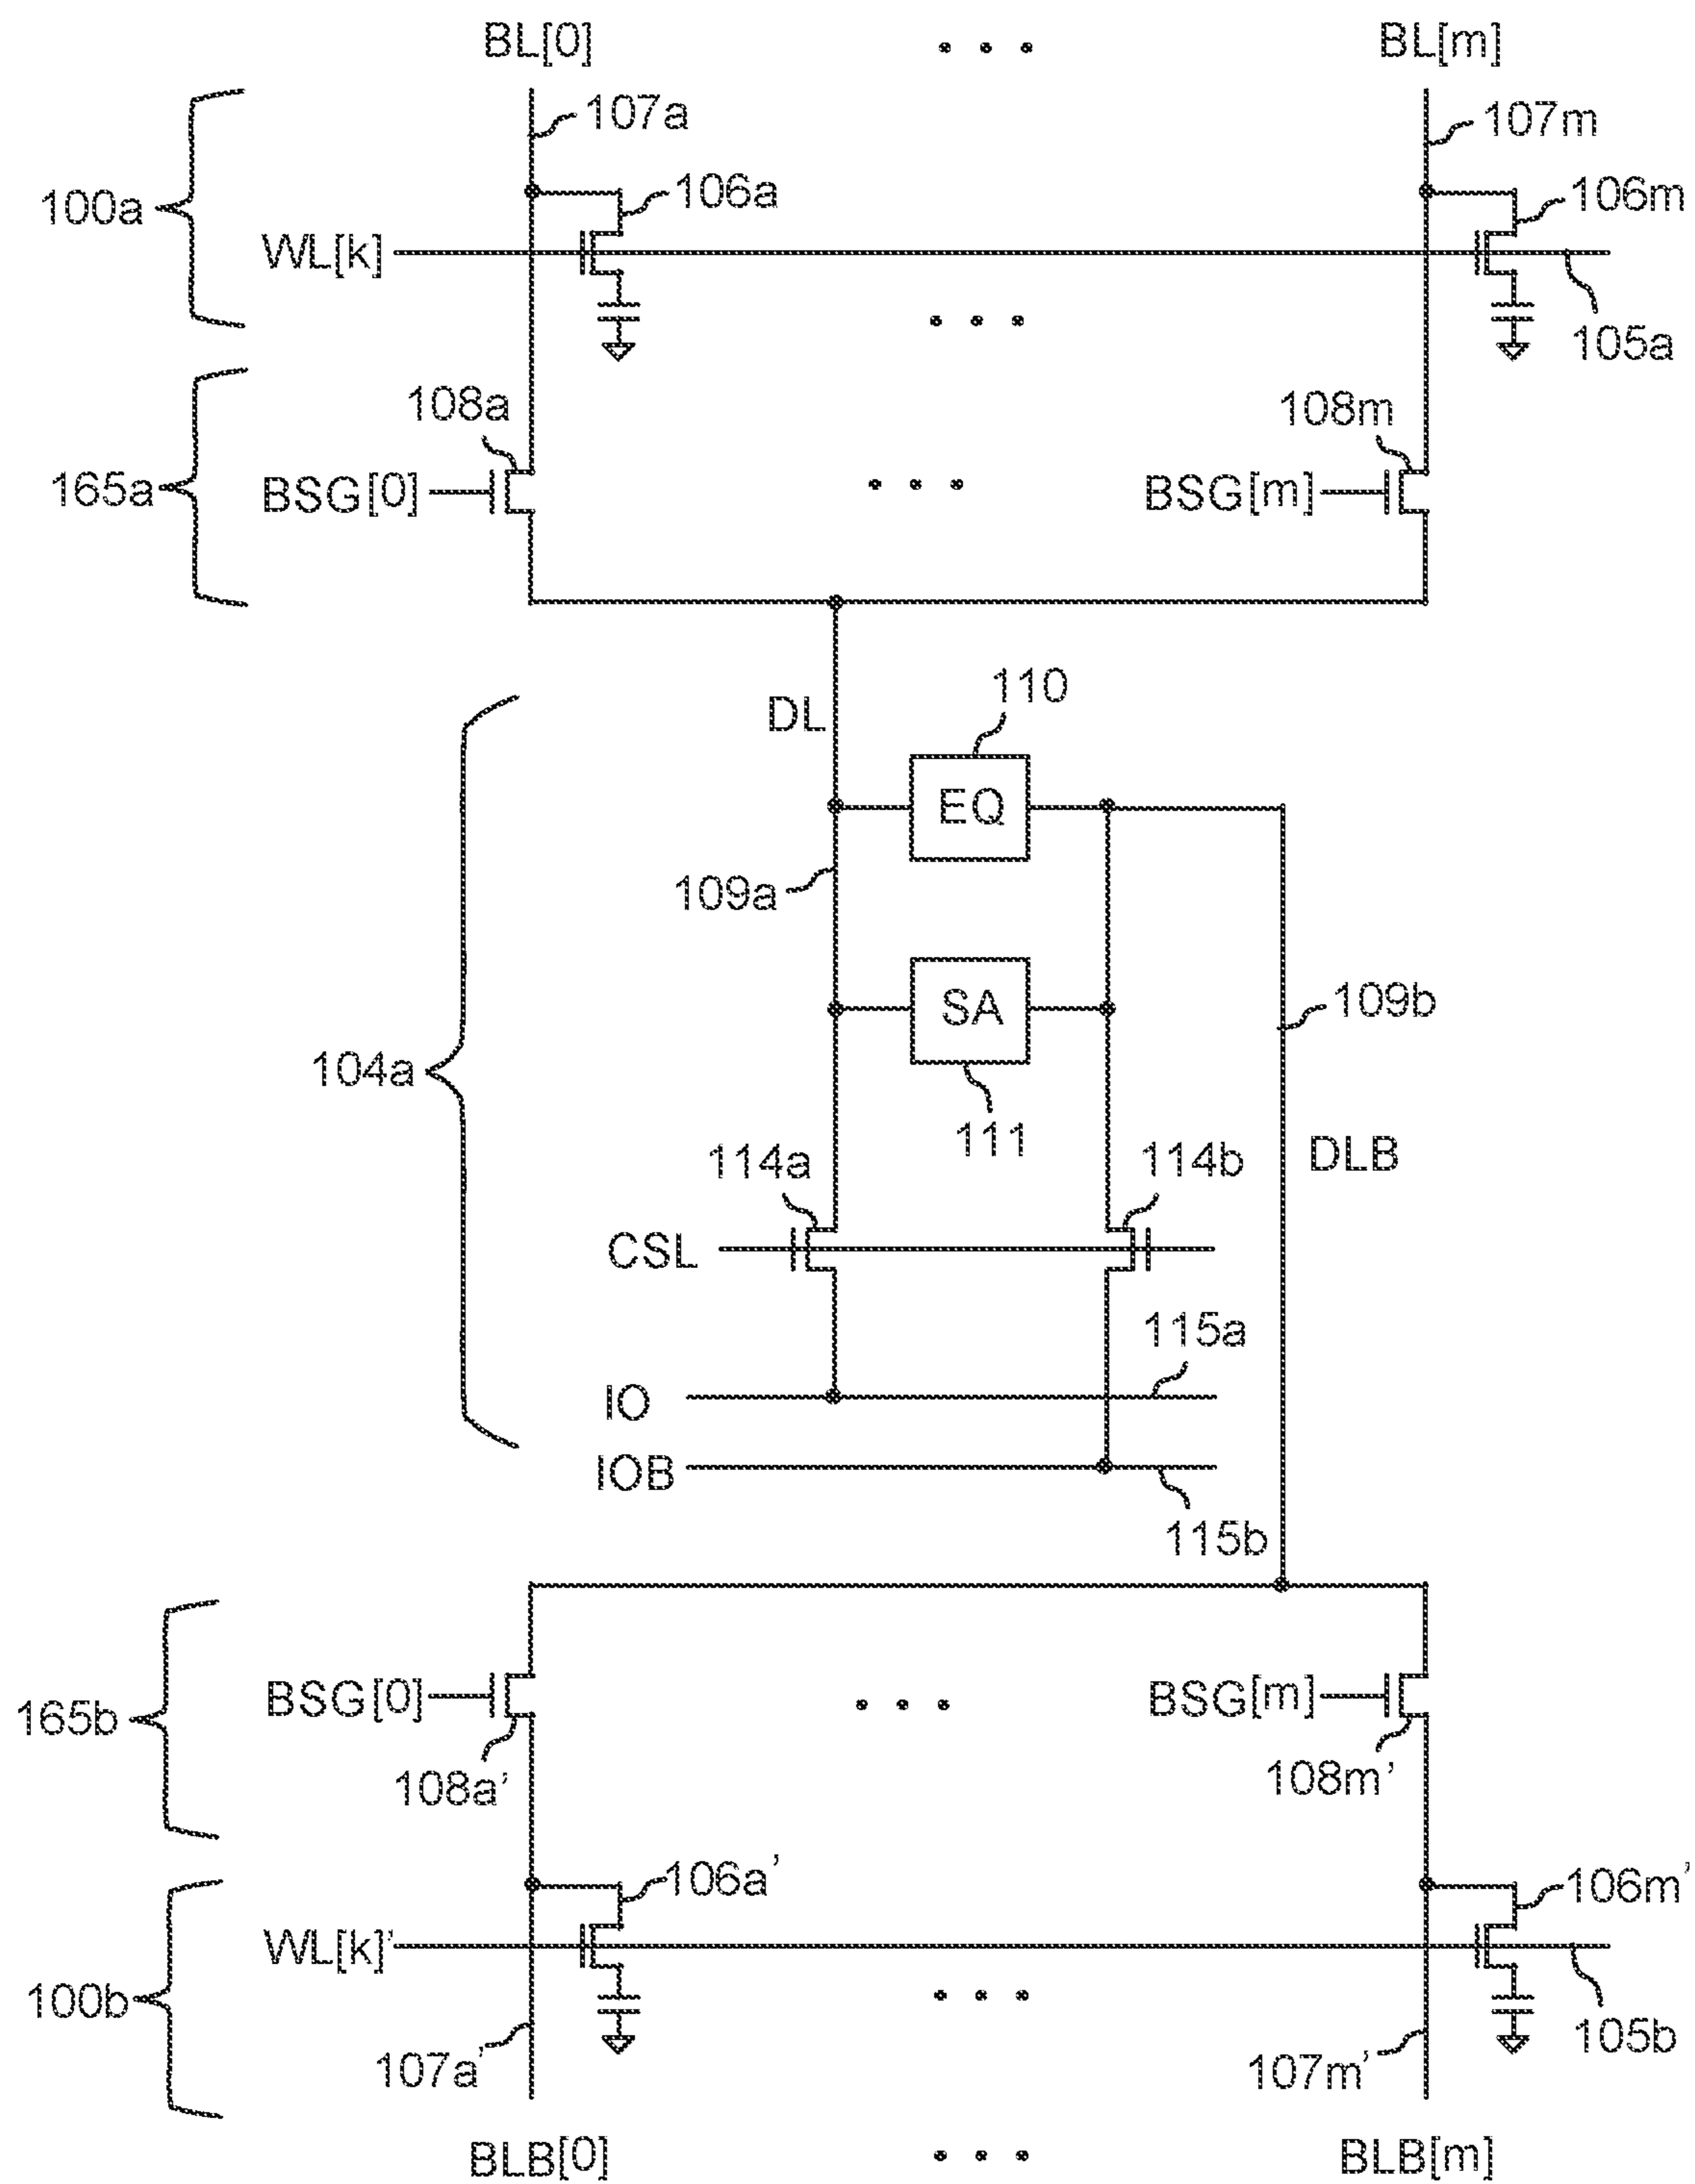 BL[0] • • • BL[m]
107a 107m
106a 106m
100a
WL[k]
• • •
105a
108a 108m
165a
BSG[0] • • • BSG[m]
110
DL
EQ
109a
SA
109b
104a
111
114a 114b DLB
CSL
115a
IO
IOB
115b
BSG[0] • • • BSG[m]
165b
108a' 108m'
106a' 106m'
WL[k]'
100b
• • •
105b
107a' 107m'
BLB[0] • • • BLB[m]